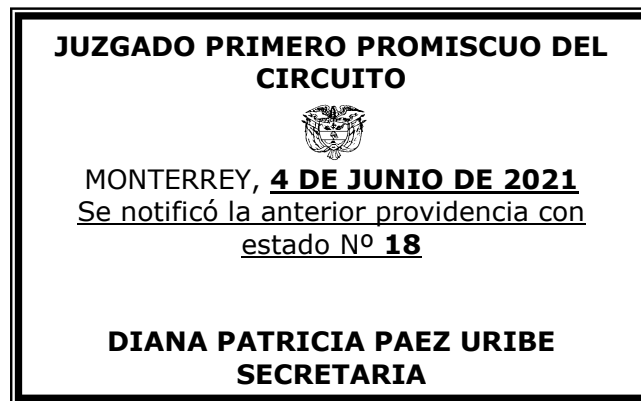 JUZGADO PRIMERO PROMISCUO DEL
CIRCUITO
MONTERREY, 4 DE JUNIO DE 2021
Se notificó la anterior providencia con
estado Nº 18
DIANA PATRICIA PAEZ URIBE
SECRETARIA